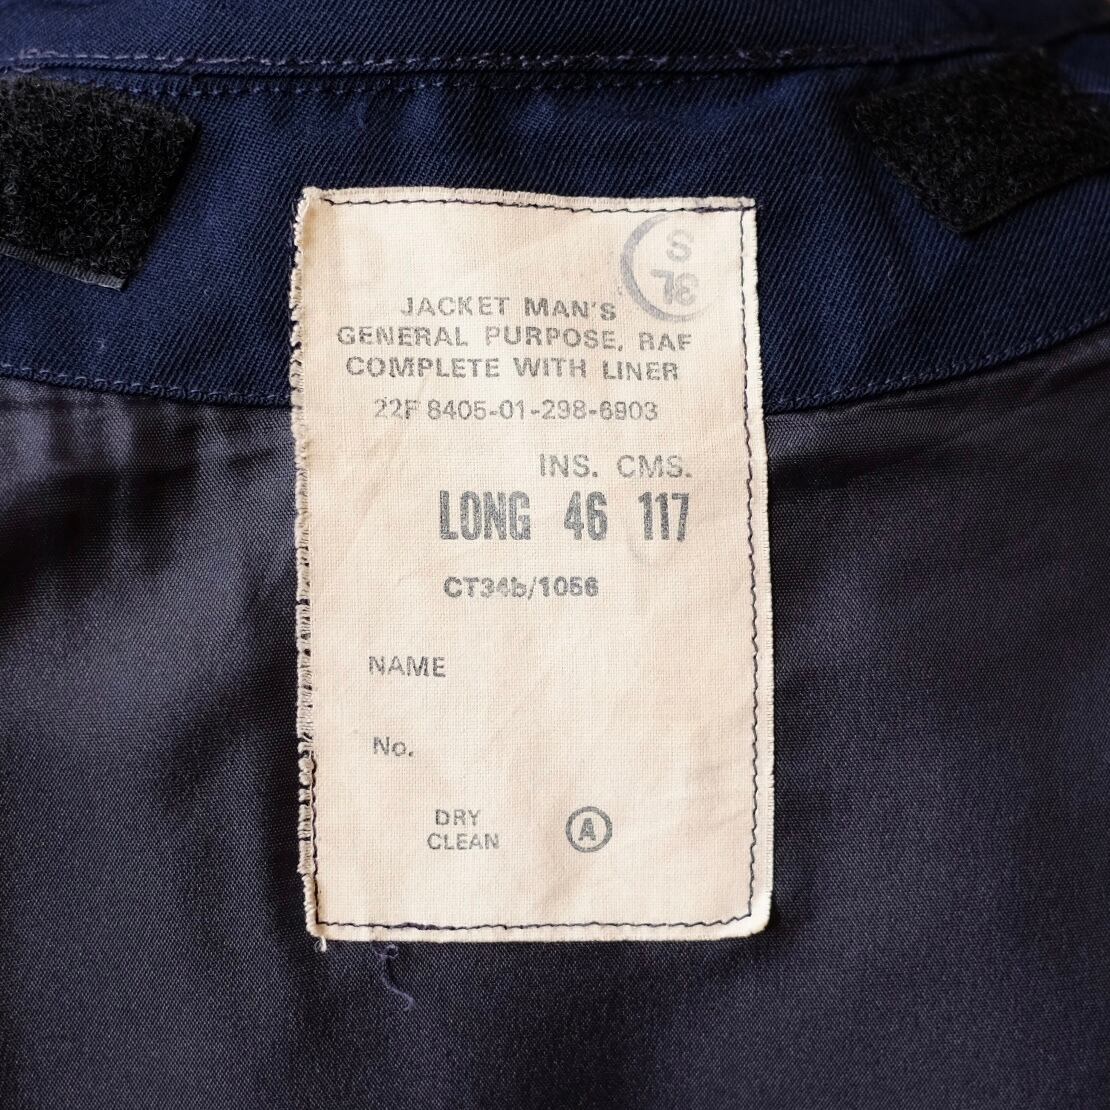 S
3L
JACKET MAN'S
GENERAL PURPOSE, RAF
COMPLETE WITH LINER
22F 8405-01-298-6903
INS. CMS.
LONG 46 117
CT34b/1056
NAME
No.
DRY
CLEAN
A